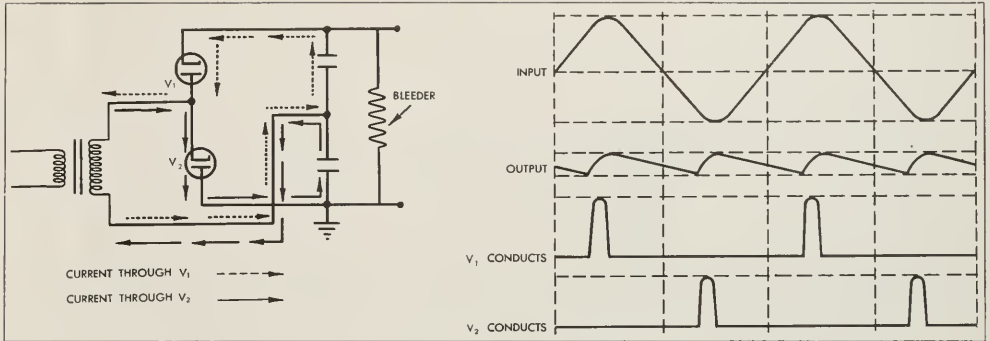 V₁
V₂
BLEEDER
CURRENT THROUGH V₁
CURRENT THROUGH V₂
INPUT
OUTPUT
V₁ CONDUCTS
V₂ CONDUCTS